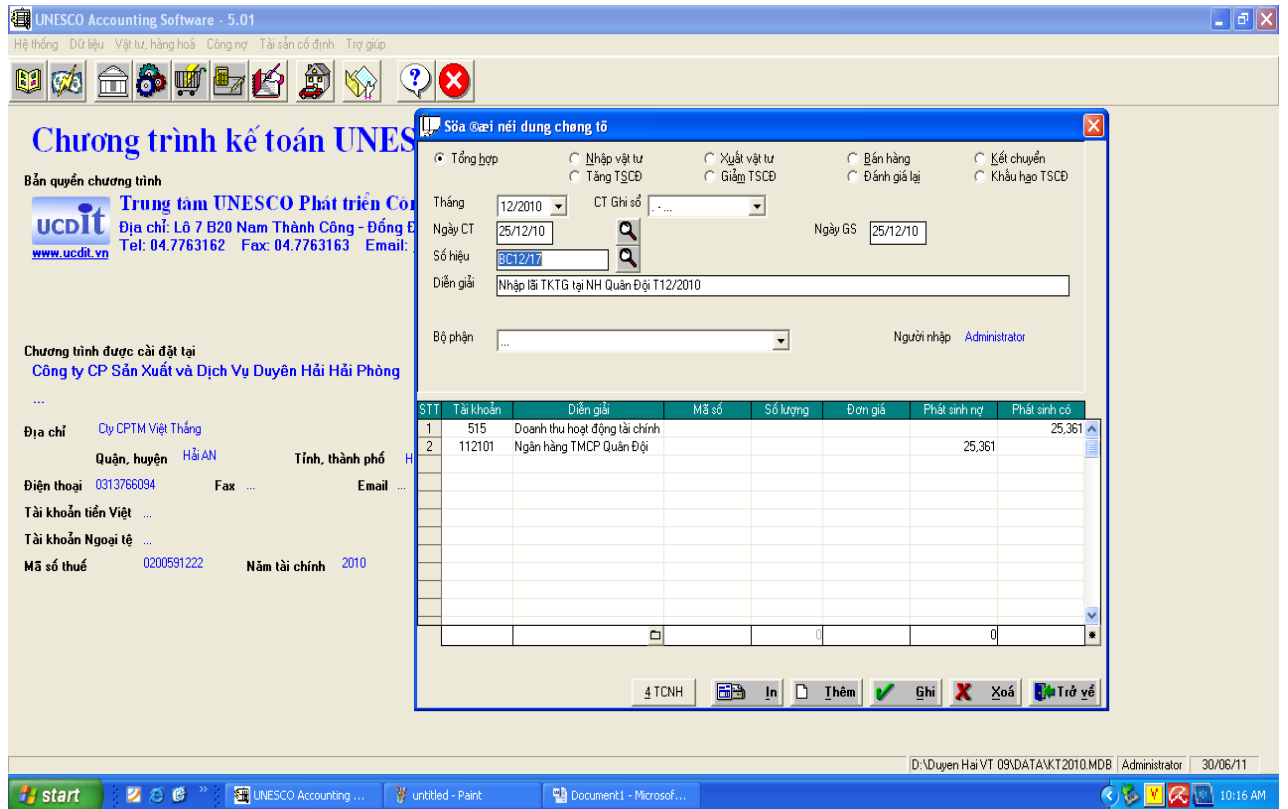 UNESCO Accounting Software - 5.01
Hệ thống Dữ liệu Vật tư, hàng hoá Công nợ Tài sản cố định Trợ giúp
Chương trình kế toán UNES
Bản quyền chương trình
Trung tâm UNESCO Phát triển Côn
ucdit
www.ucdit.vn
Địa chỉ: Lô 7 B20 Nam Thành Công - Đống Đ
Tel: 04.7763162 Fax: 04.7763163 Email:
Chương trình được cài đặt tại
Công ty CP Sản Xuất và Dịch Vụ Duyên Hải Hải Phòng
...
Địa chỉ Cty CPTM Việt Thắng
Quận, huyện Hải AN Tỉnh, thành phố H
Điện thoại 0313766094 Fax ... Email ...
Tài khoản tiền Việt ...
Tài khoản Ngoại tệ ...
Mã số thuế 0200591222 Năm tài chính 2010
Söa ®æi néi dung chøng tõ
Tổng hợp Nhập vật tư Xuất vật tư Bán hàng Kết chuyển
Tăng TSCĐ Giảm TSCĐ Đánh giá lại Khấu hao TSCĐ
Tháng 12/2010 CT Ghi sổ . - ...
Ngày CT 25/12/10 Ngày GS 25/12/10
Số hiệu BC12/17
Diễn giải Nhập lãi TKTG tại NH Quân Đội T12/2010
Bộ phận ... Người nhập Administrator
STT Tài khoản Diễn giải Mã số Số lượng Đơn giá Phát sinh nợ Phát sinh có
1 515 Doanh thu hoạt động tài chính 25,361
2 112101 Ngân hàng TMCP Quân Đội 25,361
0 0
4 TCNH In Thêm Ghi Xoá Trở về
D:\Duyen Hai VT 09\DATA\KT2010.MDB Administrator 30/06/11
start UNESCO Accounting ... untitled - Paint Document1 - Microsof... 10:16 AM